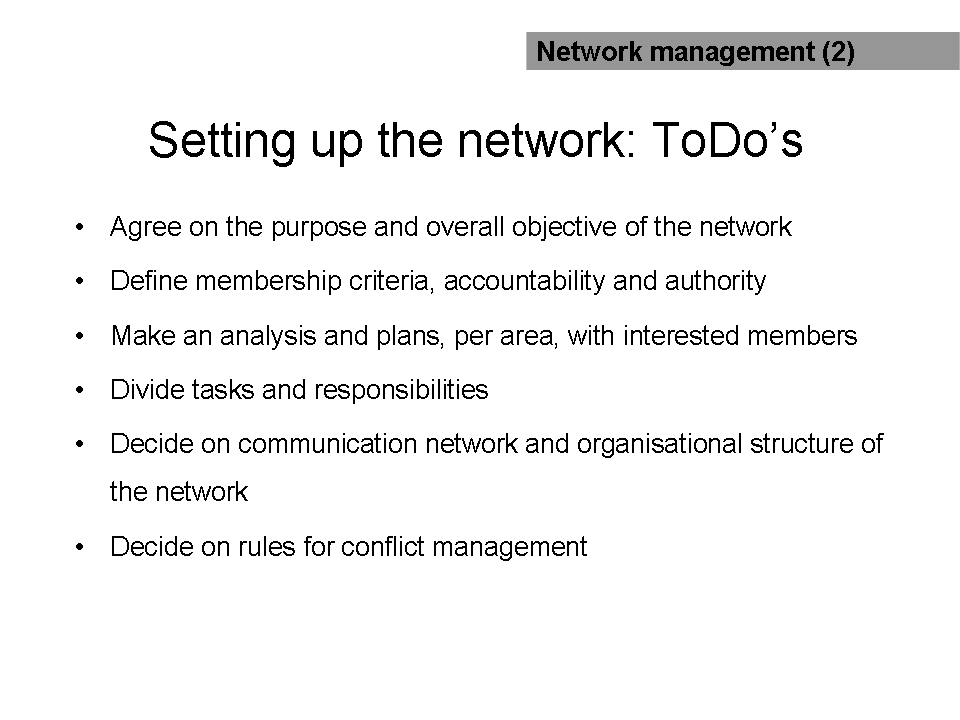 Network management (2)
Setting up the network: ToDo’s
• Agree on the purpose and overall objective of the network
• Define membership criteria, accountability and authority
• Make an analysis and plans, per area, with interested members
• Divide tasks and responsibilities
• Decide on communication network and organisational structure of
the network
• Decide on rules for conflict management